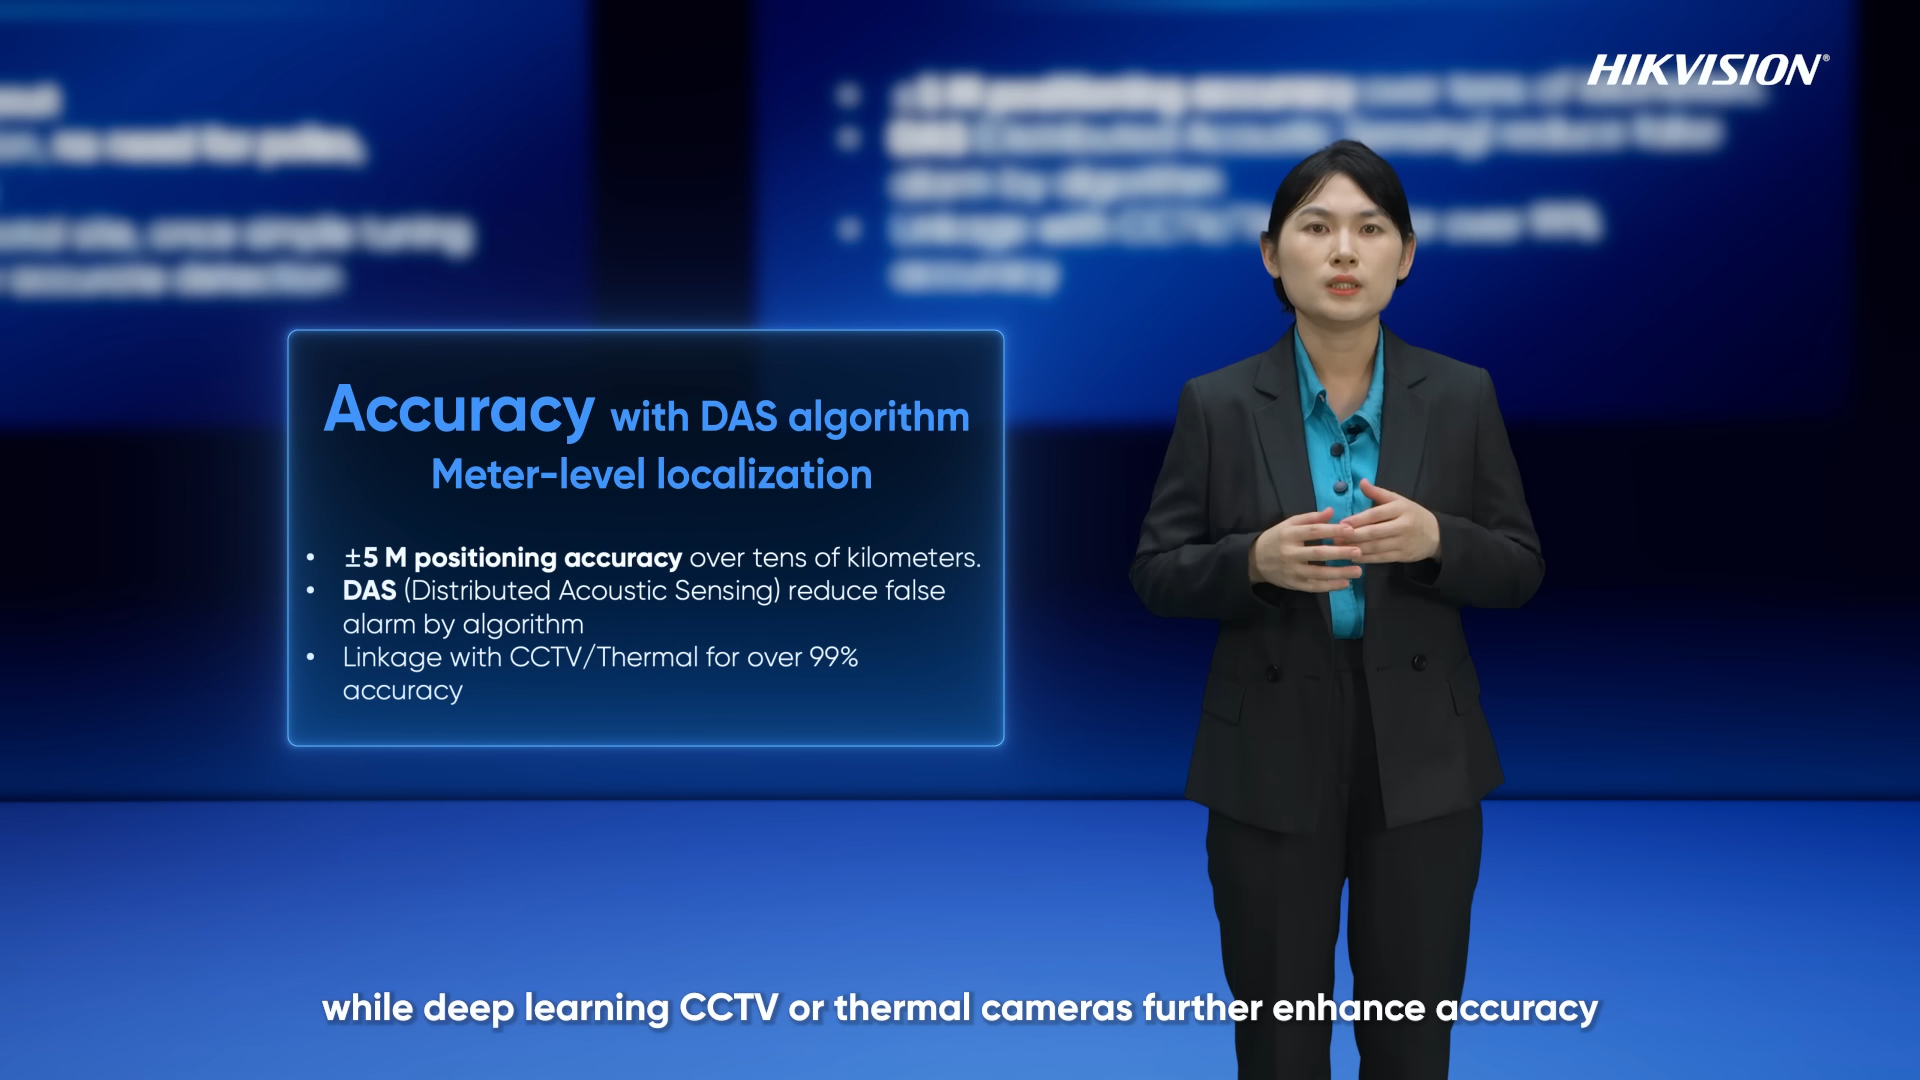 HIKVISION®
Accuracy with DAS algorithm
Meter-level localization
• ±5 M positioning accuracy over tens of kilometers.
• DAS (Distributed Acoustic Sensing) reduce false
alarm by algorithm
• Linkage with CCTV/Thermal for over 99%
accuracy
while deep learning CCTV or thermal cameras further enhance accuracy